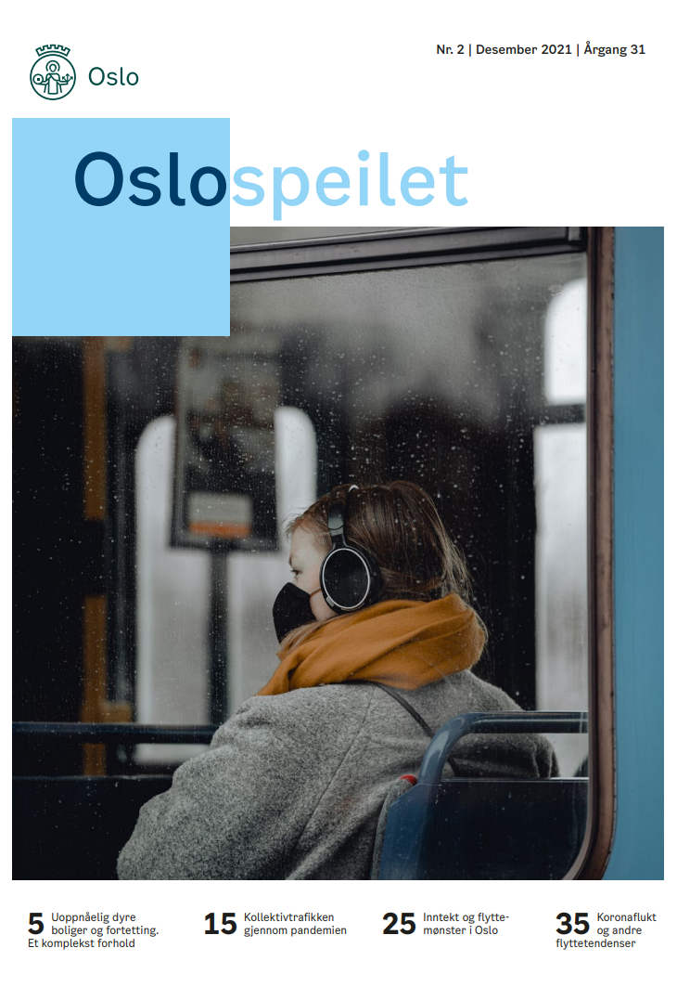 Nr. 2 | Desember 2021 | Årgang 31
Oslo
Oslospeilet
5 Uoppnåelig dyre
boliger og fortetting.
Et komplekst forhold
15 Kollektivtrafikken
gjennom pandemien
25 Inntekt og flytte-
mønster i Oslo
35 Koronaflukt
og andre
flyttetendenser